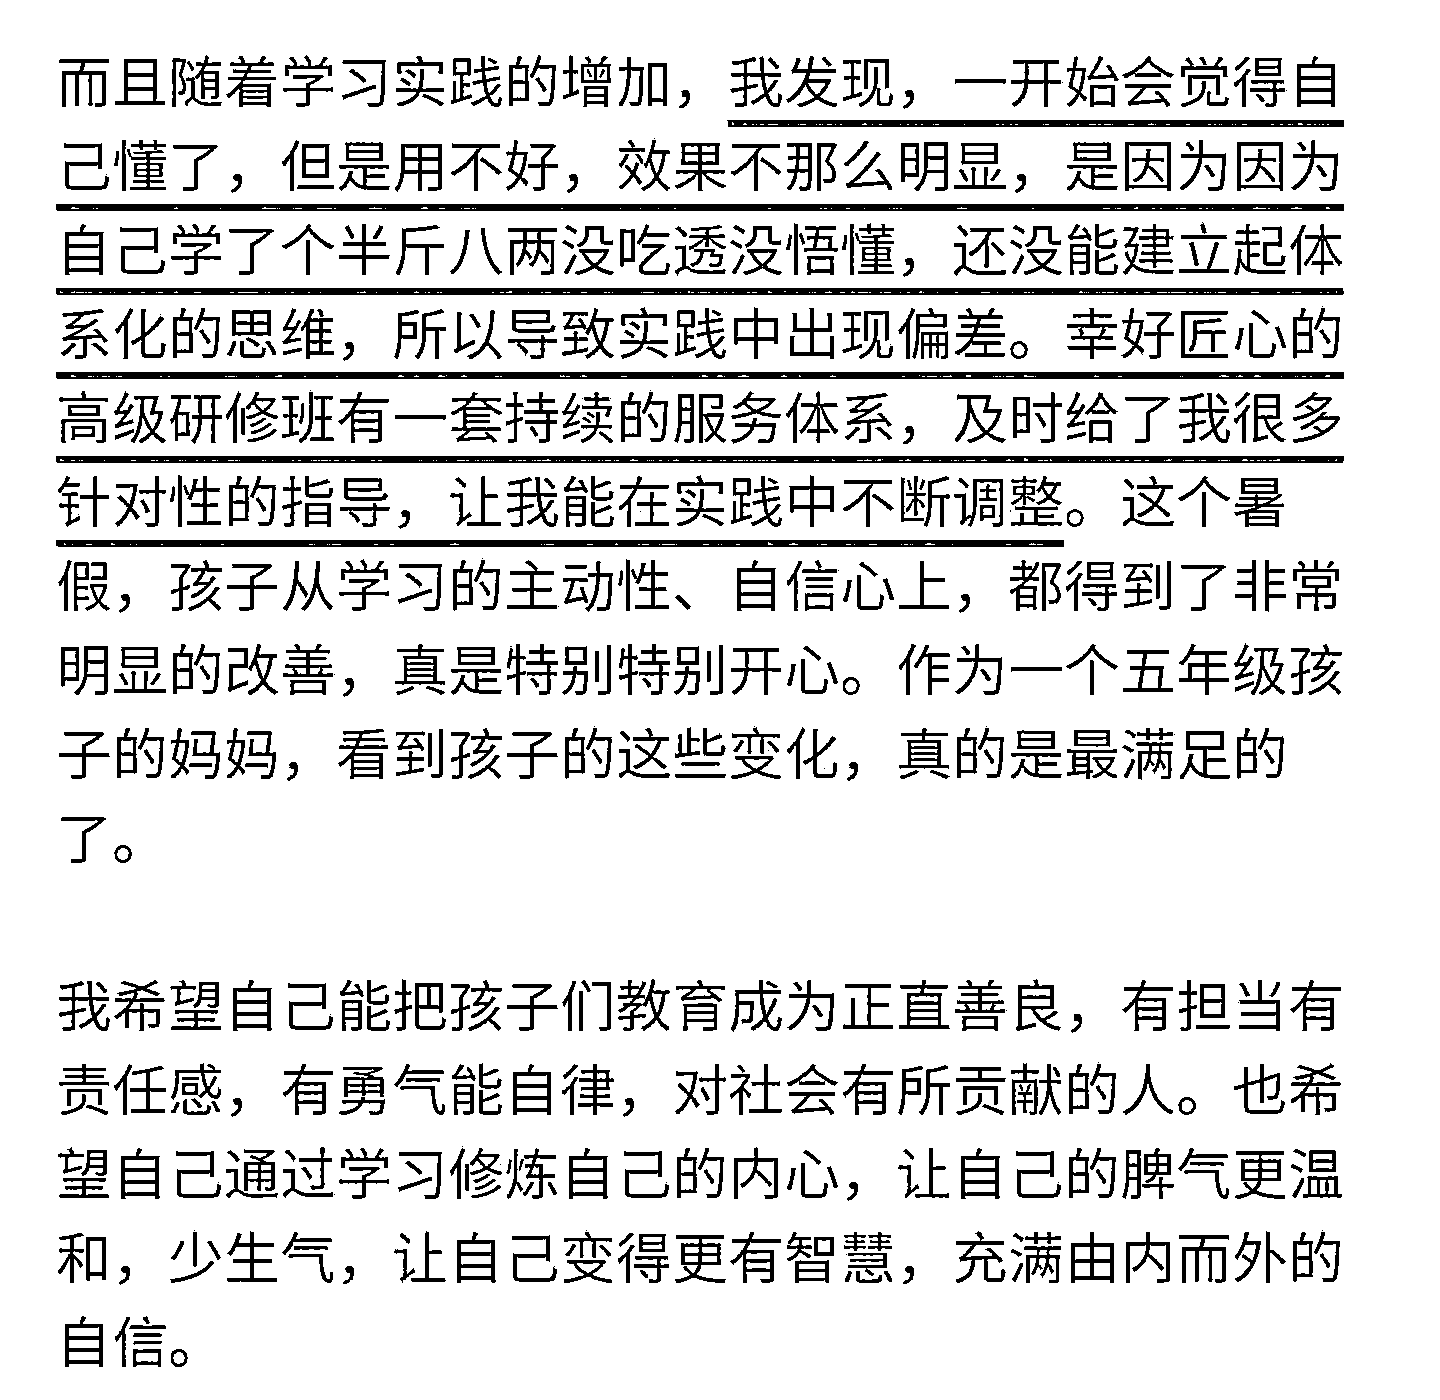 而且随着学习实践的增加，我发现，一开始会觉得自
己懂了，但是用不好，效果不那么明显，是因为因为
自己学了个半斤八两没吃透没悟懂，还没能建立起体
系化的思维，所以导致实践中出现偏差。幸好匠心的
高级研修班有一套持续的服务体系，及时给了我很多
针对性的指导，让我能在实践中不断调整。这个暑
假，孩子从学习的主动性、自信心上，都得到了非常
明显的改善，真是特别特别开心。作为一个五年级孩
子的妈妈，看到孩子的这些变化，真的是最满足的
了。
我希望自己能把孩子们教育成为正直善良，有担当有
责任感，有勇气能自律，对社会有所贡献的人。也希
望自己通过学习修炼自己的内心，让自己的脾气更温
和，少生气，让自己变得更有智慧，充满由内而外的
自信。